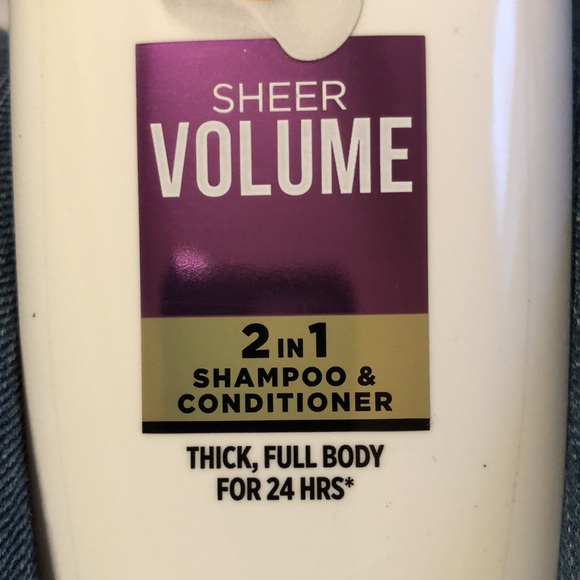 SHEER
VOLUME
2 IN 1
SHAMPOO &
CONDITIONER
THICK, FULL BODY
FOR 24 HRS*